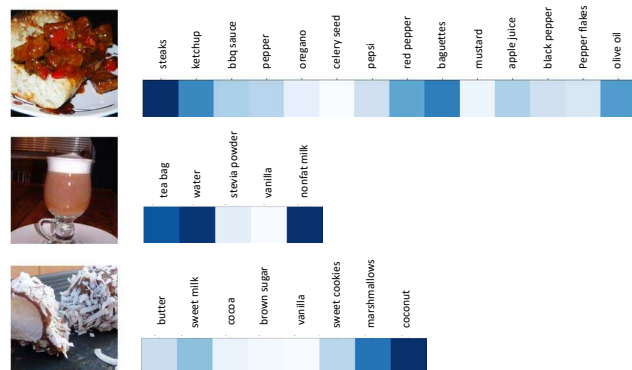 steaks
ketchup
bbq sauce
pepper
oregano
celery seed
pepsi
red pepper
baguettes
mustard
apple juice
black pepper
Pepper flakes
olive oil
tea bag
water
stevia powder
vanilla
nonfat milk
butter
sweet milk
cocoa
brown sugar
vanilla
sweet cookies
marshmallows
coconut